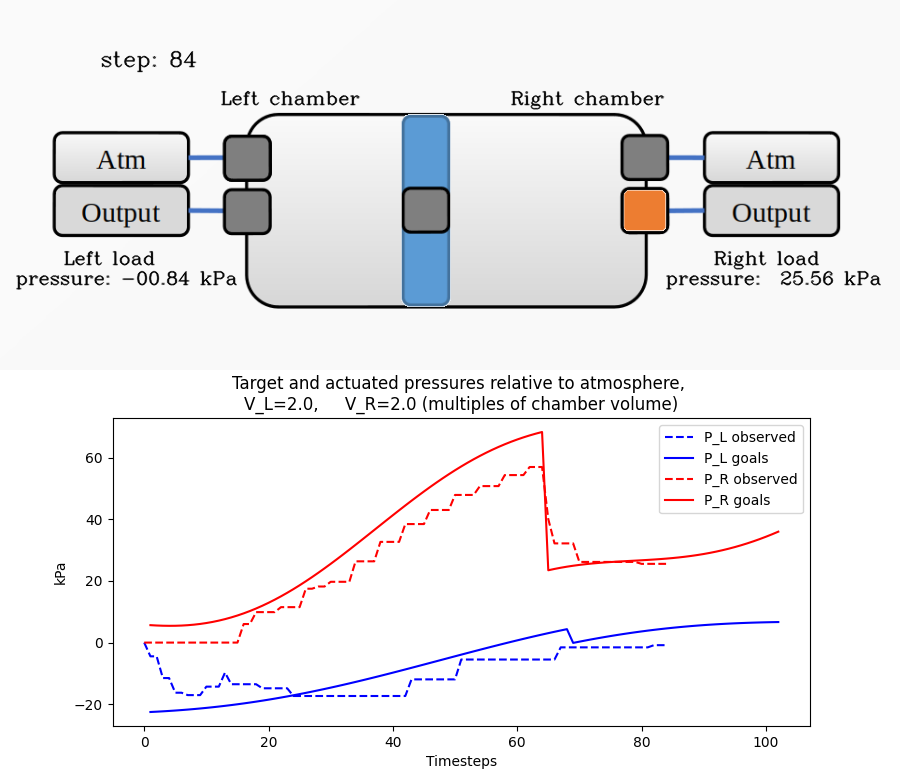 step: 84
Left chamber
Right chamber
Atm
Atm
Output
Output
Left load
pressure: -00.84 kPa
Right load
pressure: 25.56 kPa
Target and actuated pressures relative to atmosphere,
V_L=2.0, V_R=2.0 (multiples of chamber volume)
P_L observed
P_L goals
P_R observed
P_R goals
kPa
60
40
20
0
−20
0
20
40
60
80
100
Timesteps